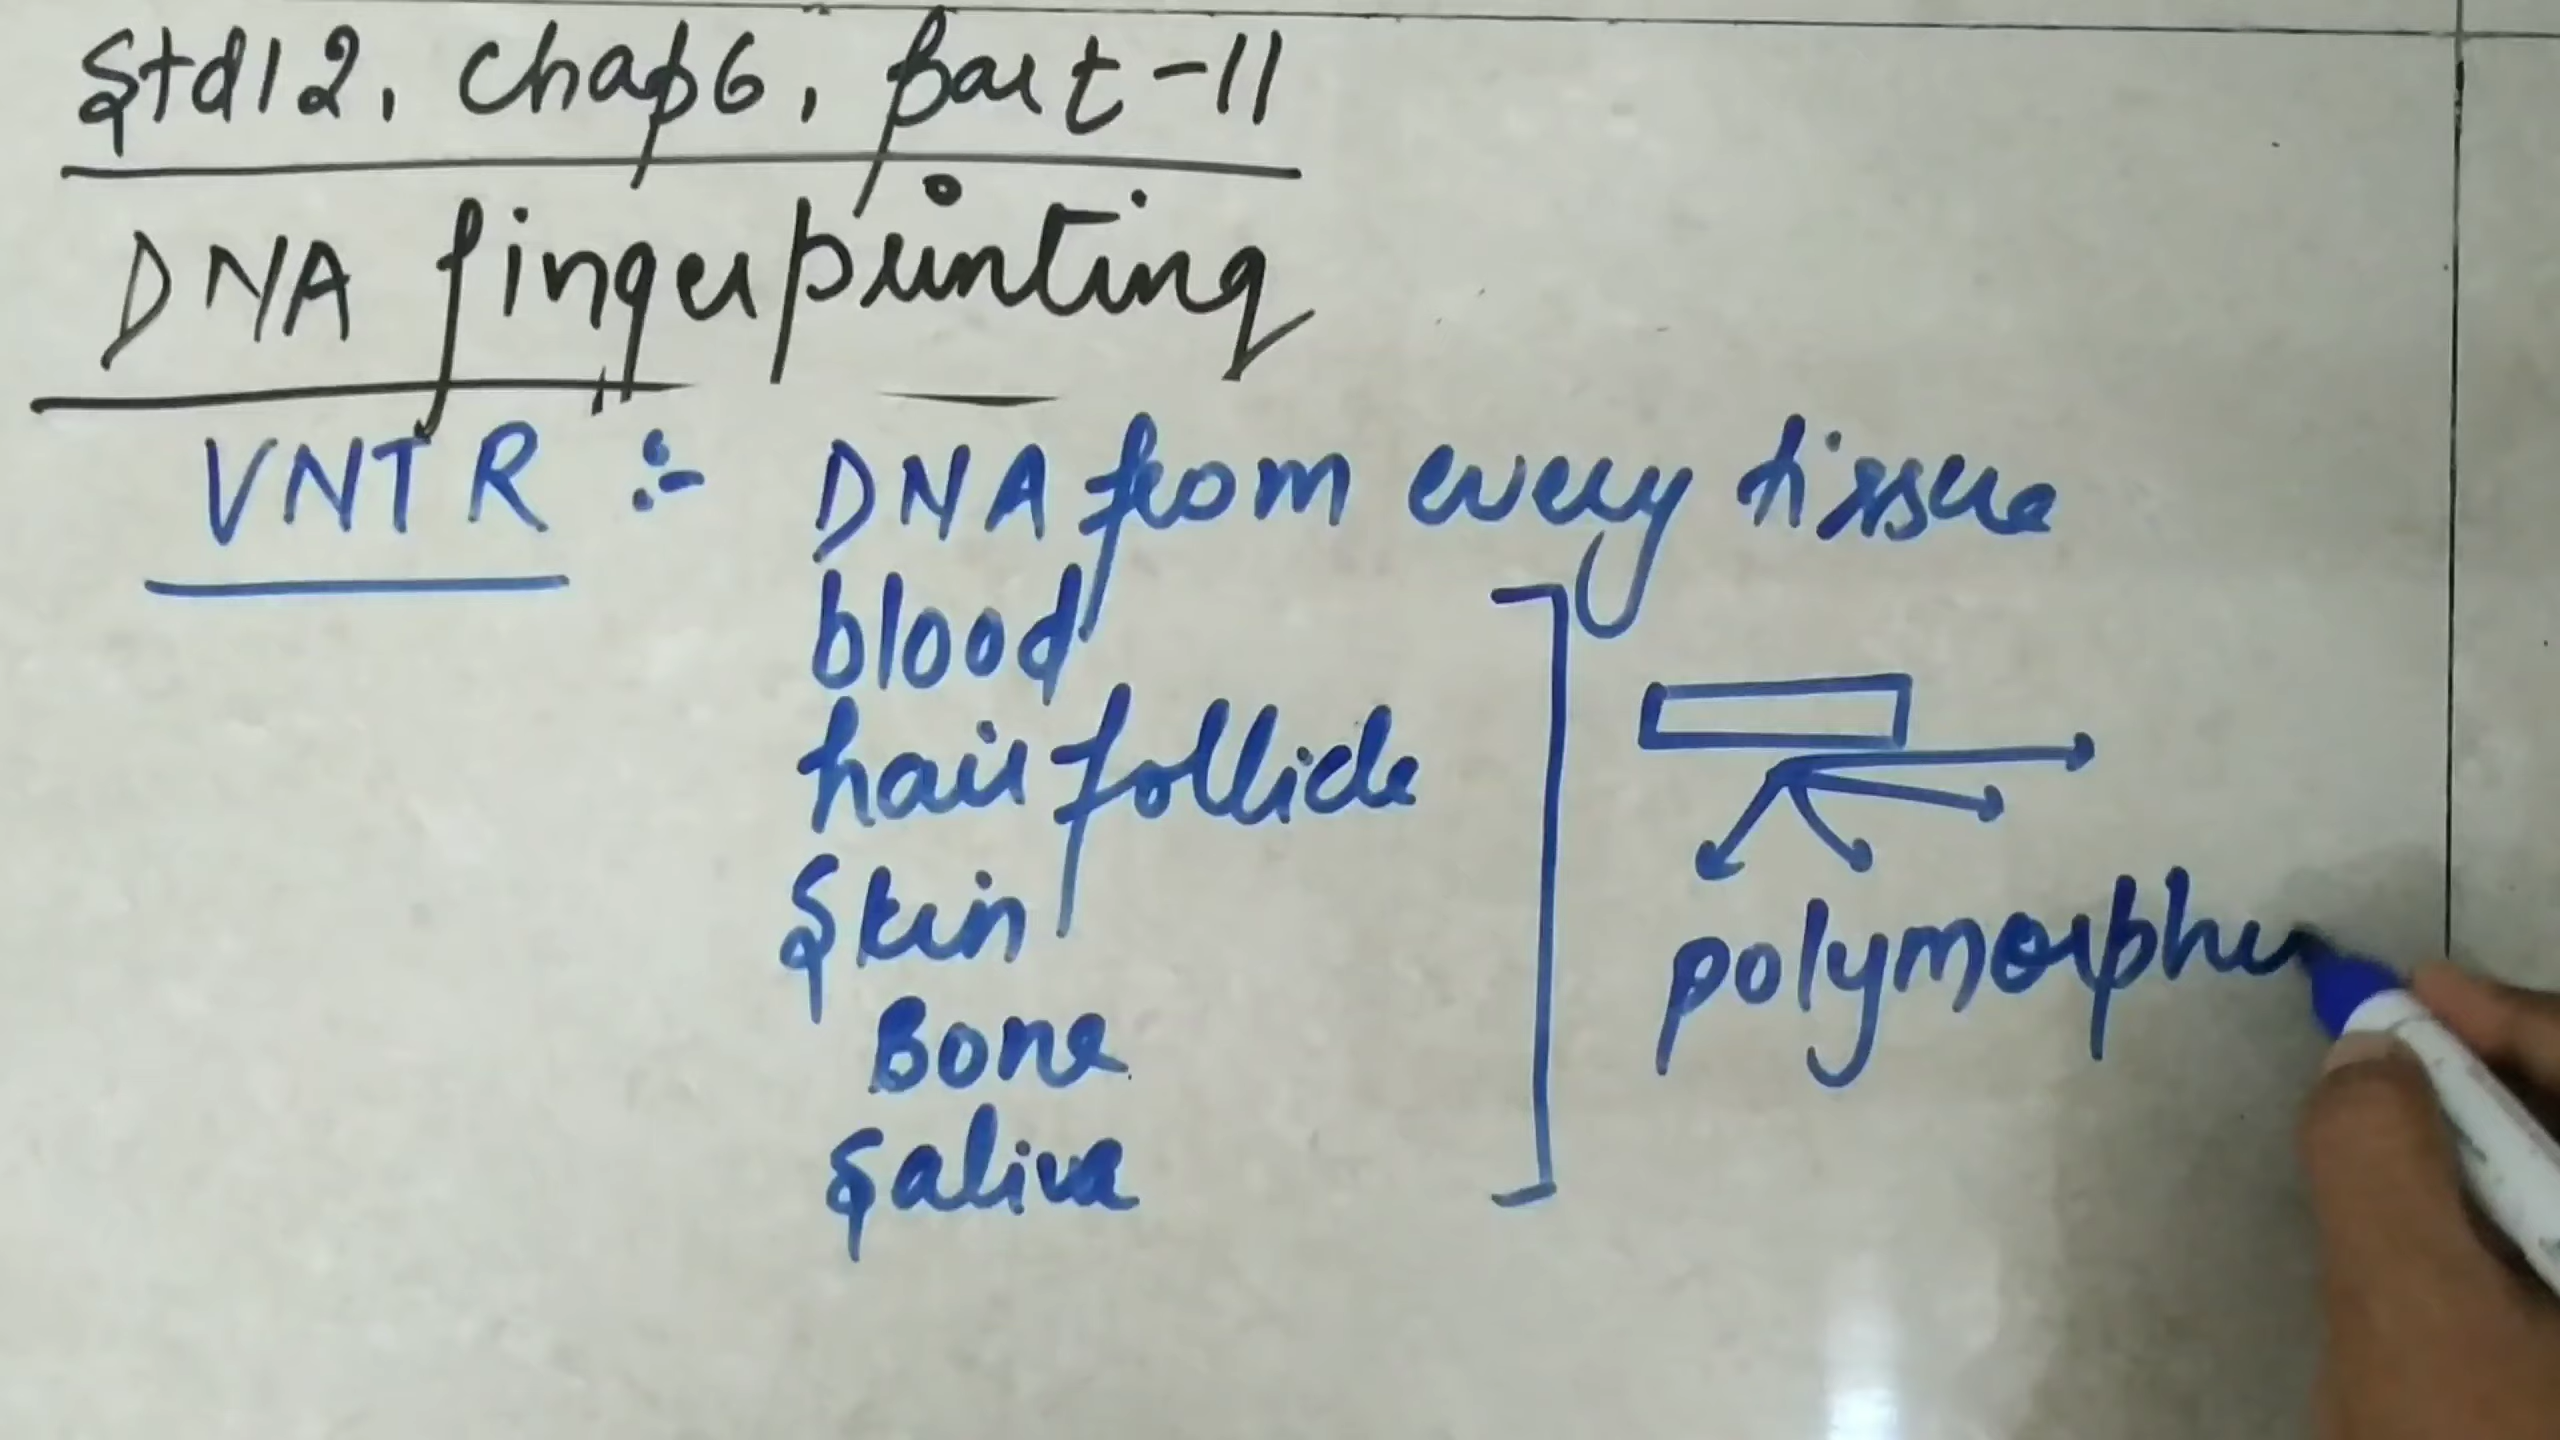 Std12, Chap6, Part-11
DNA fingerprinting
VNTR :- DNA from every tissue
blood
hair follicle
Skin
Bone
Saliva
polymorphi